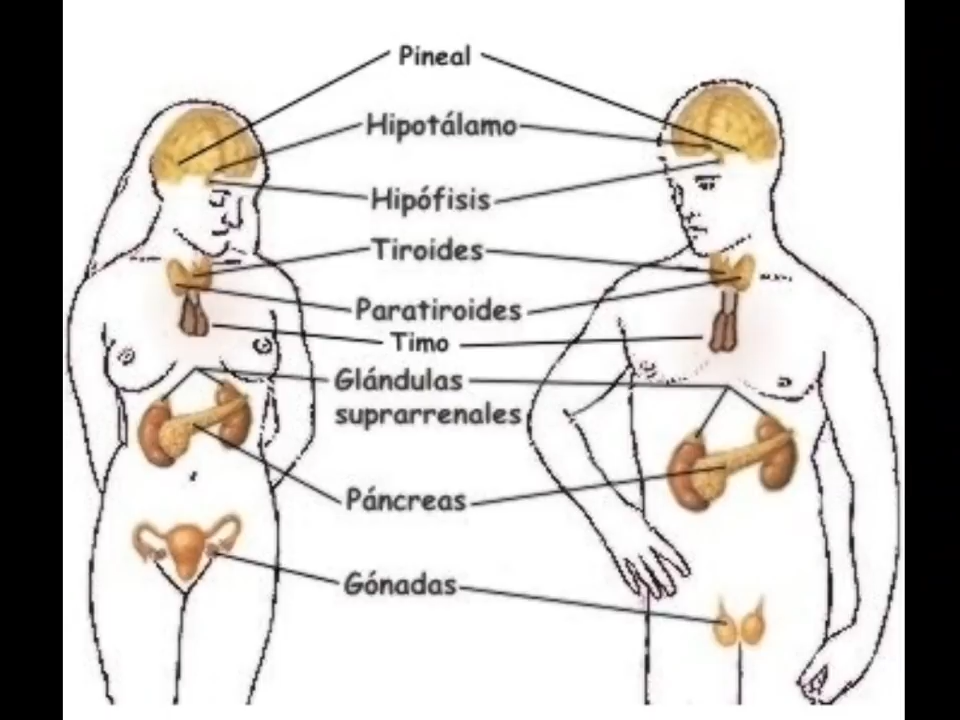 Pineal
Hipotálamo
Hipófisis
Tiroides
Paratiroides
Timo
Glándulas
suprarrenales
Páncreas
Gónadas